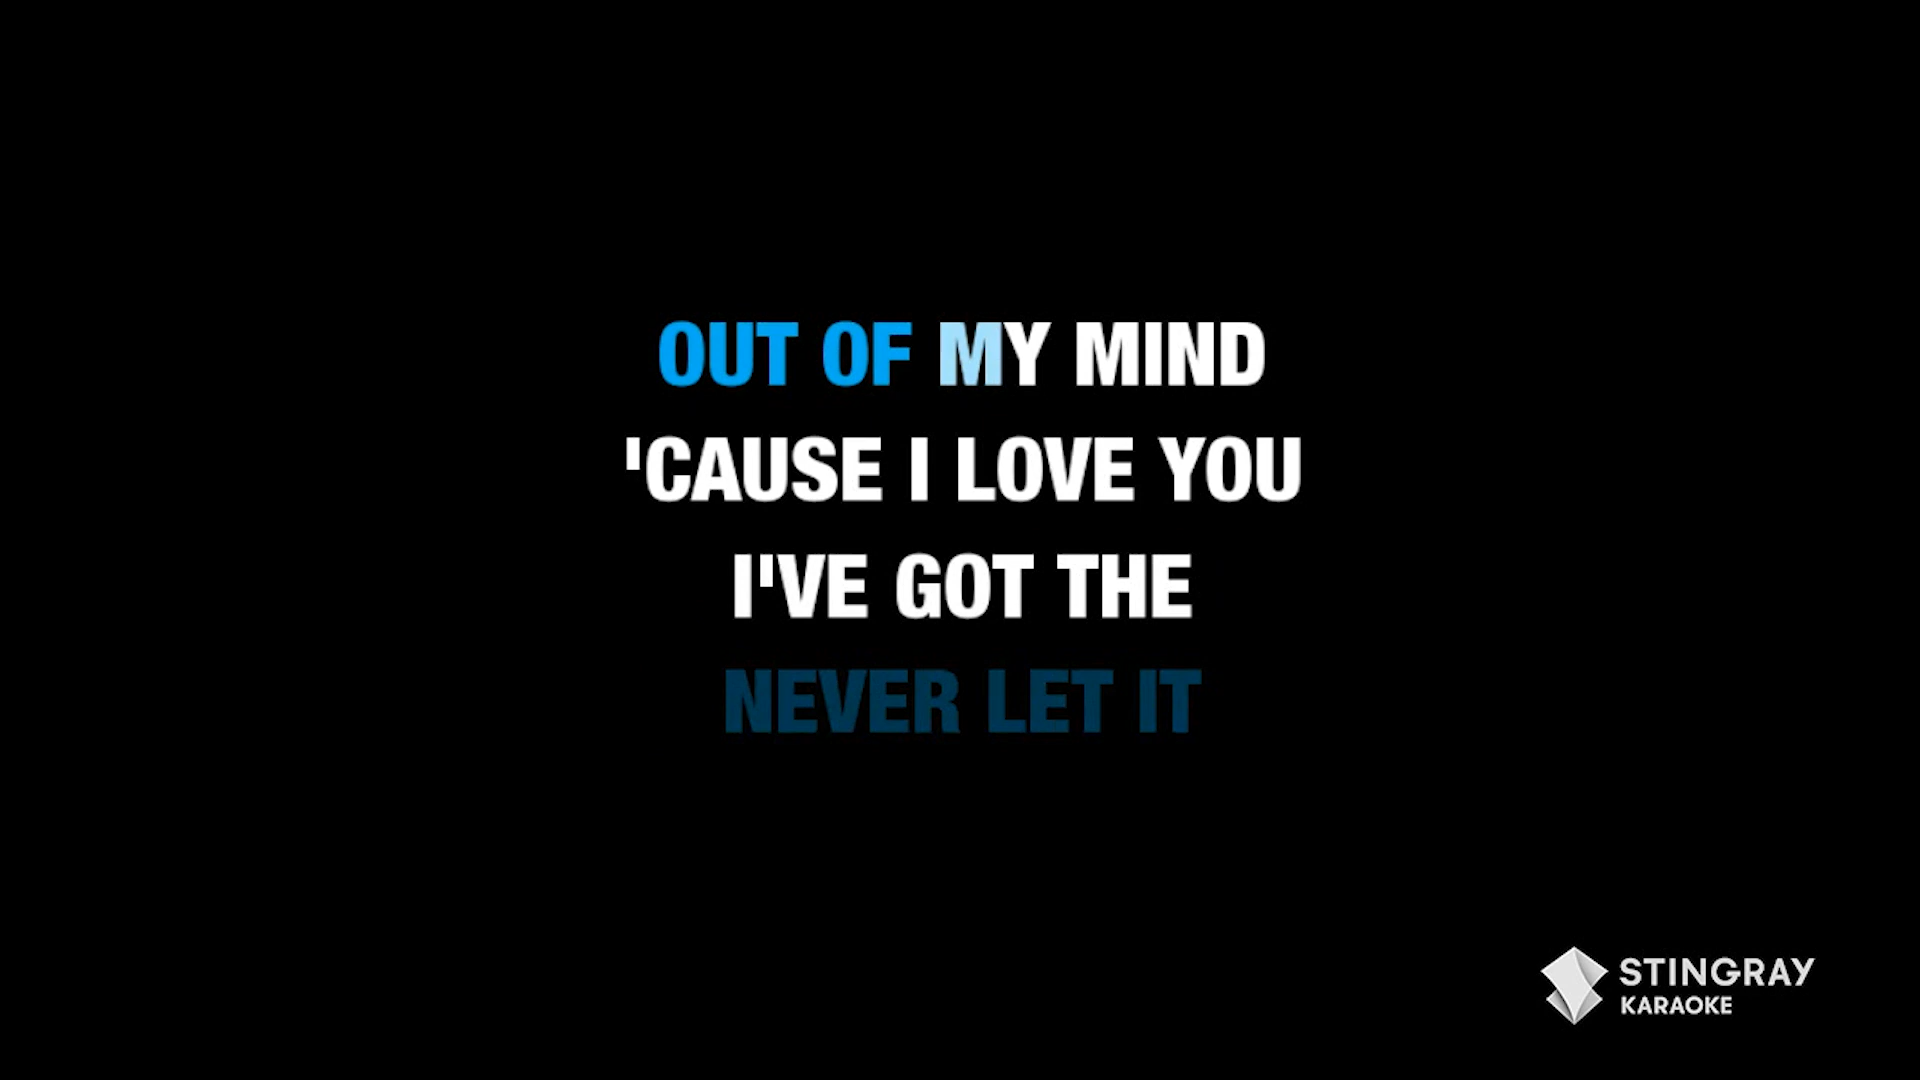 OUT OF MY MIND
'CAUSE I LOVE YOU
I'VE GOT THE
NEVER LET IT
STINGRAY
KARAOKE